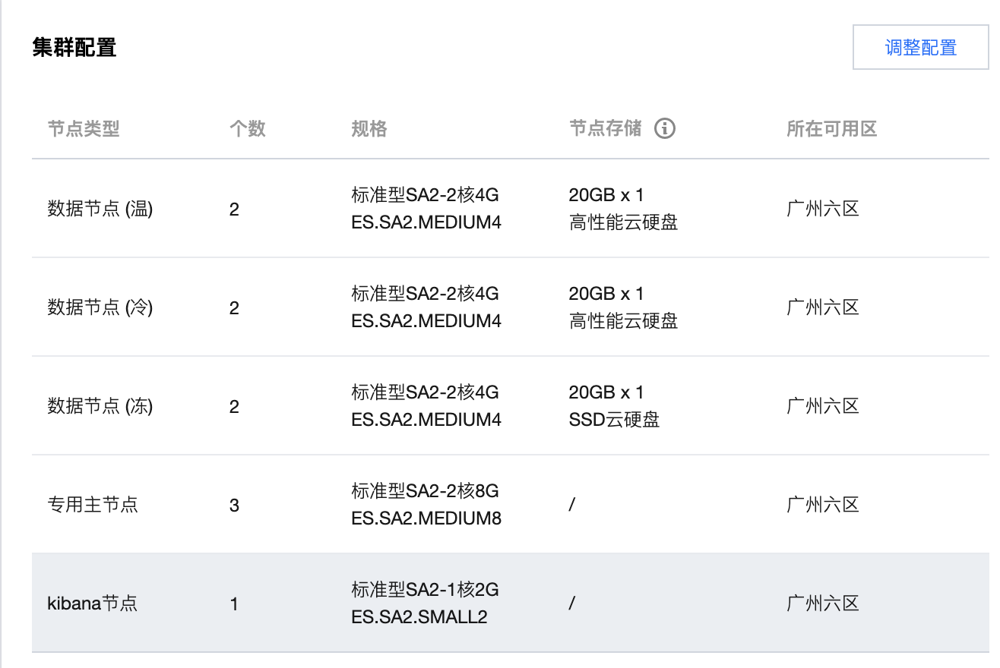 集群配置
调整配置
节点类型 个数 规格 节点存储 所在可用区
数据节点 (温) 2 标准型SA2-2核4G 20GB x 1 广州六区
ES.SA2.MEDIUM4 高性能云硬盘
数据节点 (冷) 2 标准型SA2-2核4G 20GB x 1 广州六区
ES.SA2.MEDIUM4 高性能云硬盘
数据节点 (冻) 2 标准型SA2-2核4G 20GB x 1 广州六区
ES.SA2.MEDIUM4 SSD云硬盘
专用主节点 3 标准型SA2-2核8G / 广州六区
ES.SA2.MEDIUM8
kibana节点 1 标准型SA2-1核2G / 广州六区
ES.SA2.SMALL2